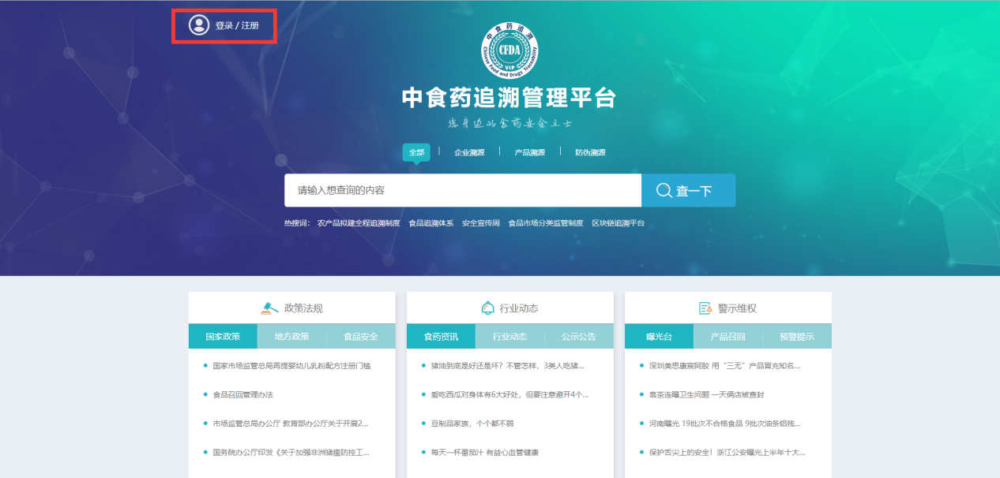 登录 / 注册
中食药追溯
CFDA
VIP
Chinese Food and Drugs Traceability
中食药追溯管理平台
您身边的食药安全卫士
全部 企业溯源 产品溯源 防伪溯源
请输入想查询的内容 查一下
热搜词: 农产品拟建全程追溯制度 食品追溯体系 安全宣传周 食品市场分类监管制度 区块链追溯平台
政策法规
国家政策 地方政策 食品安全
国家市场监管总局再提婴幼儿乳粉配方注册门槛
食品召回管理办法
市场监管总局办公厅 教育部办公厅关于开展2...
国务院办公厅印发《关于加强非洲猪瘟防控工...
行业动态
食药资讯 行业动态 公示公告
猪油到底是好还是坏？不管怎样，3类人吃猪...
爱吃西瓜对身体有6大好处，但要注意避开4个...
豆制品家族，个个都不弱
每天一杯番茄汁 有益心血管健康
警示维权
曝光台 产品召回 预警提示
深圳美思康宸阿胶 用“三无”产品冒充知名...
喜茶连曝卫生问题 一天俩店被查封
河南曝光 19批次不合格食品 9批次油条铝残...
保护舌尖上的安全！浙江公安曝光上半年十大...